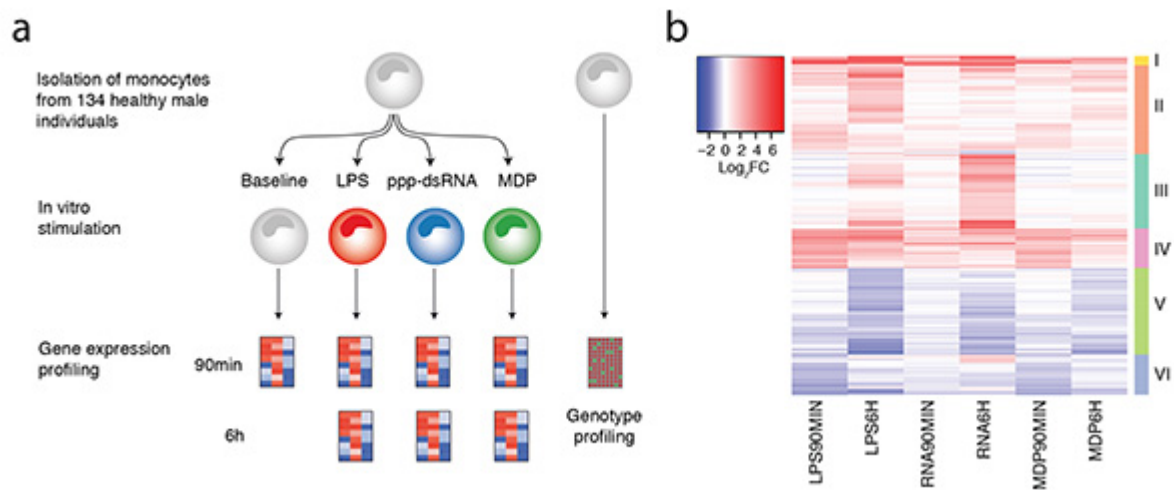 a
Isolation of monocytes
from 134 healthy male
individuals
Baseline LPS ppp-dsRNA MDP
In vitro
stimulation
Gene expression
profiling
90min
6h
Genotype
profiling
b
−2 0 2 4 6
Log₂FC
I
II
III
IV
V
VI
LPS90MIN
LPS6H
RNA90MIN
RNA6H
MDP90MIN
MDP6H